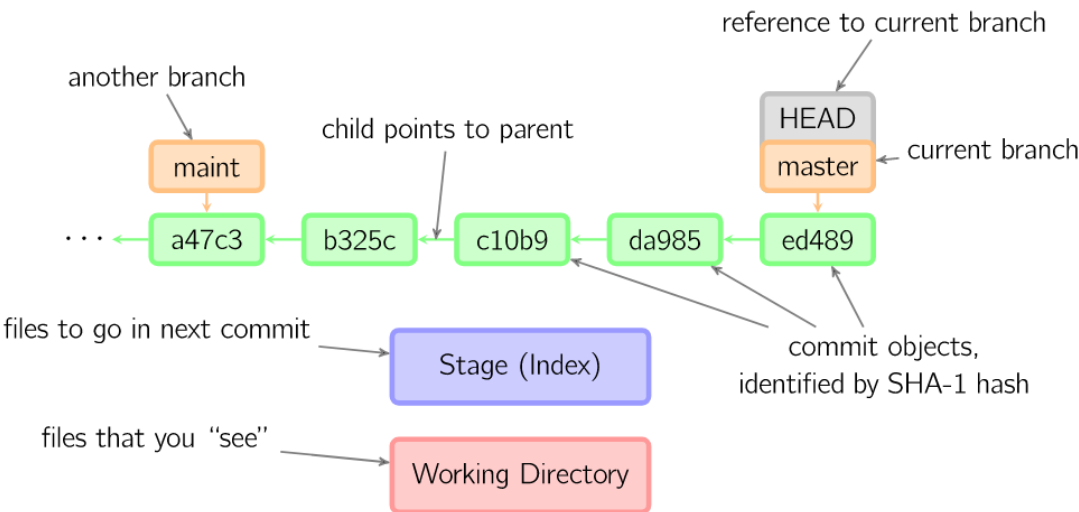 reference to current branch
another branch
HEAD
child points to parent
maint
master
current branch
...
a47c3
b325c
c10b9
da985
ed489
files to go in next commit
Stage (Index)
commit objects,
identified by SHA-1 hash
files that you “see”
Working Directory